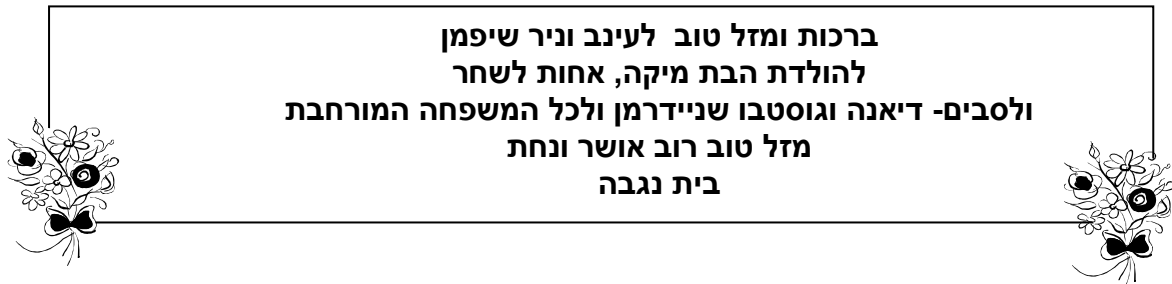 ברכות ומזל טוב  לעינב וניר שיפמן
להולדת הבת מיקה, אחות לשחר
ולסבים- דיאנה וגוסטבו שניידרמן ולכל המשפחה המורחבת
מזל טוב רוב אושר ונחת
בית נגבה